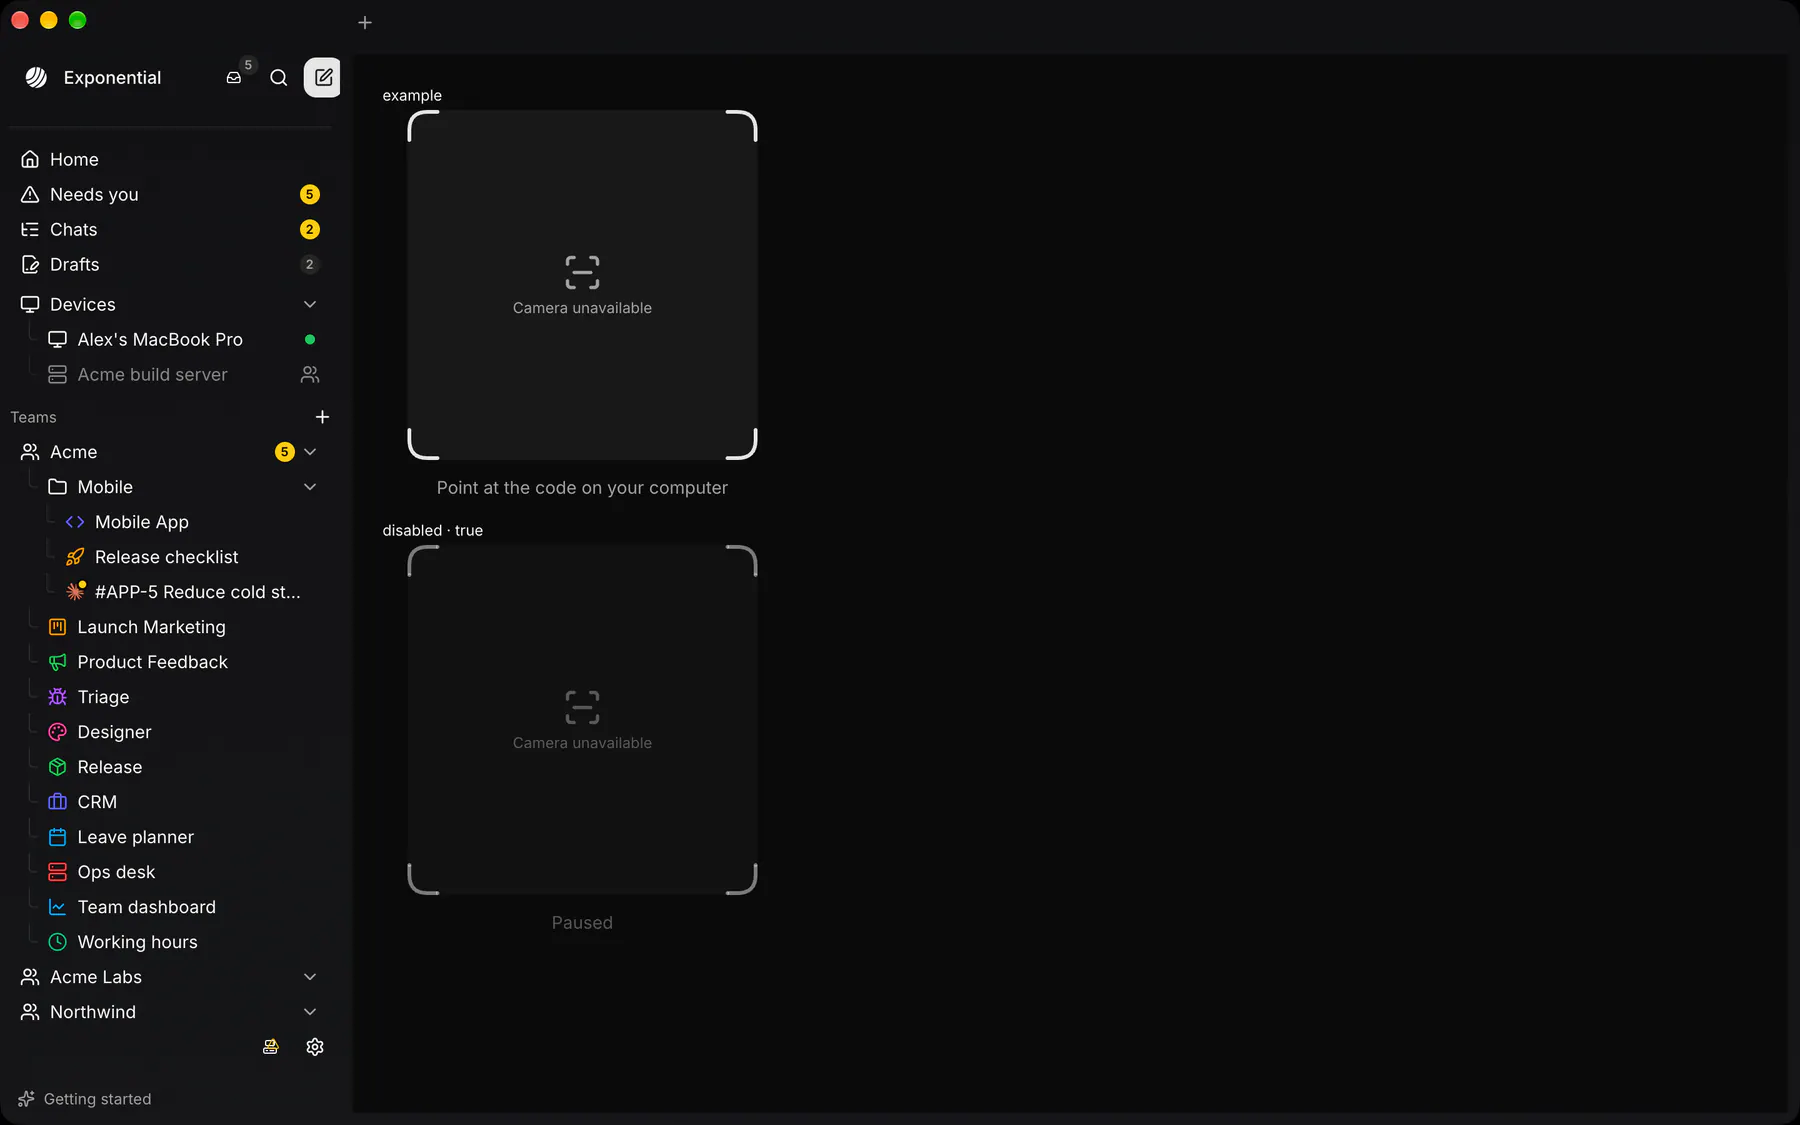 Exponential
5
Home
Needs you
5
Chats
2
Drafts
2
Devices
Alex's MacBook Pro
Acme build server
Teams
Acme
5
Mobile
Mobile App
Release checklist
#APP-5 Reduce cold st...
Launch Marketing
Product Feedback
Triage
Designer
Release
CRM
Leave planner
Ops desk
Team dashboard
Working hours
Acme Labs
Northwind
Getting started
example
Camera unavailable
Point at the code on your computer
disabled · true
Camera unavailable
Paused